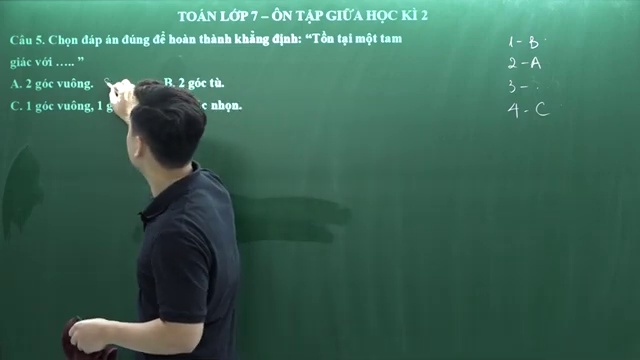 TOÁN LỚP 7 – ÔN TẬP GIỮA HỌC KÌ 2
Câu 5. Chọn đáp án đúng để hoàn thành khẳng định: “Tồn tại một tam
giác với ….. ”
A. 2 góc vuông. B. 2 góc tù.
C. 1 góc vuông, 1 nhọn.
1 - B
2 - A
3 -
4 - C